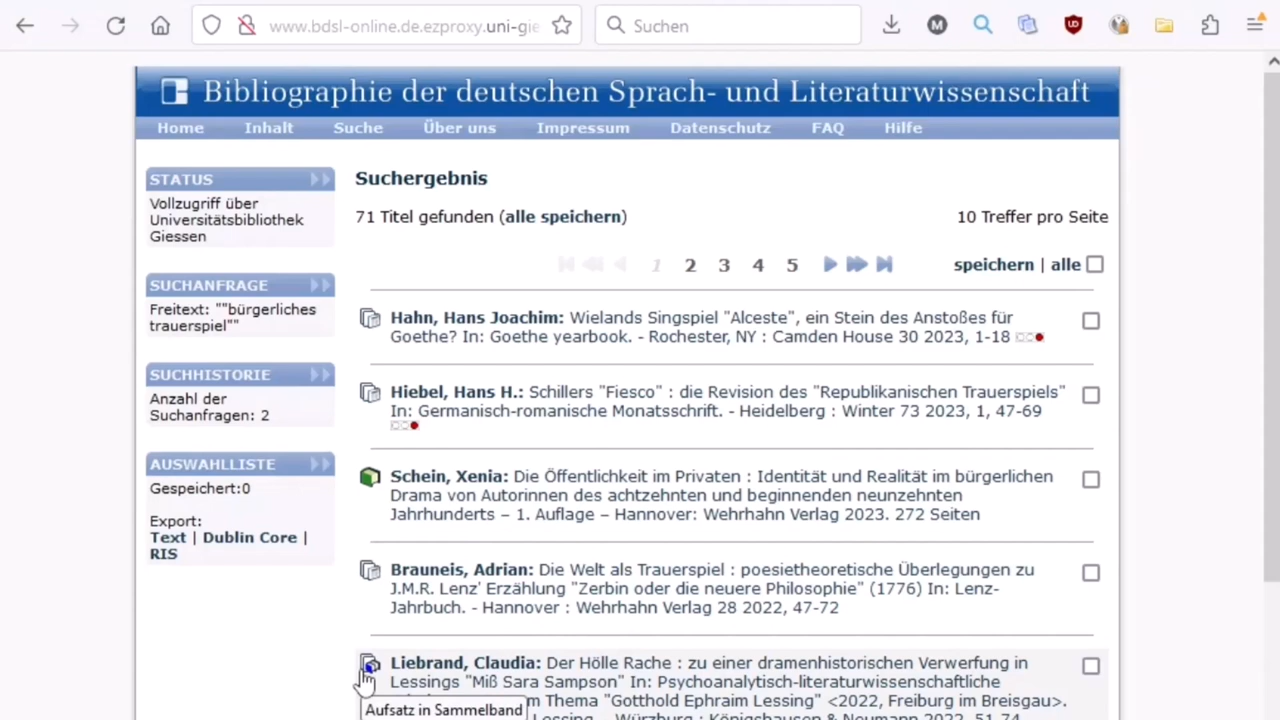 www.bdsl-online.de.ezproxy.uni-gie
Suchen
M
Bibliographie der deutschen Sprach- und Literaturwissenschaft
Home Inhalt Suche Über uns Impressum Datenschutz FAQ Hilfe
STATUS
Vollzugriff über
Universitätsbibliothek
Giessen
SUCHANFRAGE
Freitext: ""bürgerliches
trauerspiel""
SUCHHISTORIE
Anzahl der
Suchanfragen: 2
AUSWAHLLISTE
Gespeichert:0
Export:
Text | Dublin Core |
RIS
Suchergebnis
71 Titel gefunden (alle speichern) 10 Treffer pro Seite
1 2 3 4 5 speichern | alle
Hahn, Hans Joachim: Wielands Singspiel "Alceste", ein Stein des Anstoßes für
Goethe? In: Goethe yearbook. - Rochester, NY : Camden House 30 2023, 1-18
Hiebel, Hans H.: Schillers "Fiesco" : die Revision des "Republikanischen Trauerspiels"
In: Germanisch-romanische Monatsschrift. - Heidelberg : Winter 73 2023, 1, 47-69
Schein, Xenia: Die Öffentlichkeit im Privaten : Identität und Realität im bürgerlichen
Drama von Autorinnen des achtzehnten und beginnenden neunzehnten
Jahrhunderts – 1. Auflage – Hannover: Wehrhahn Verlag 2023. 272 Seiten
Brauneis, Adrian: Die Welt als Trauerspiel : poesietheoretische Überlegungen zu
J.M.R. Lenz' Erzählung "Zerbin oder die neuere Philosophie" (1776) In: Lenz-
Jahrbuch. - Hannover : Wehrhahn Verlag 28 2022, 47-72
Liebrand, Claudia: Der Hölle Rache : zu einer dramenhistorischen Verwerfung in
Lessings "Miß Sara Sampson" In: Psychoanalytisch-literaturwissenschaftliche
Thema "Gotthold Ephraim Lessing" <2022, Freiburg im Breisgau>.
Aufsatz in Sammelband
Lessing - Würzburg : Königshausen & Neumann 2022, 51-74